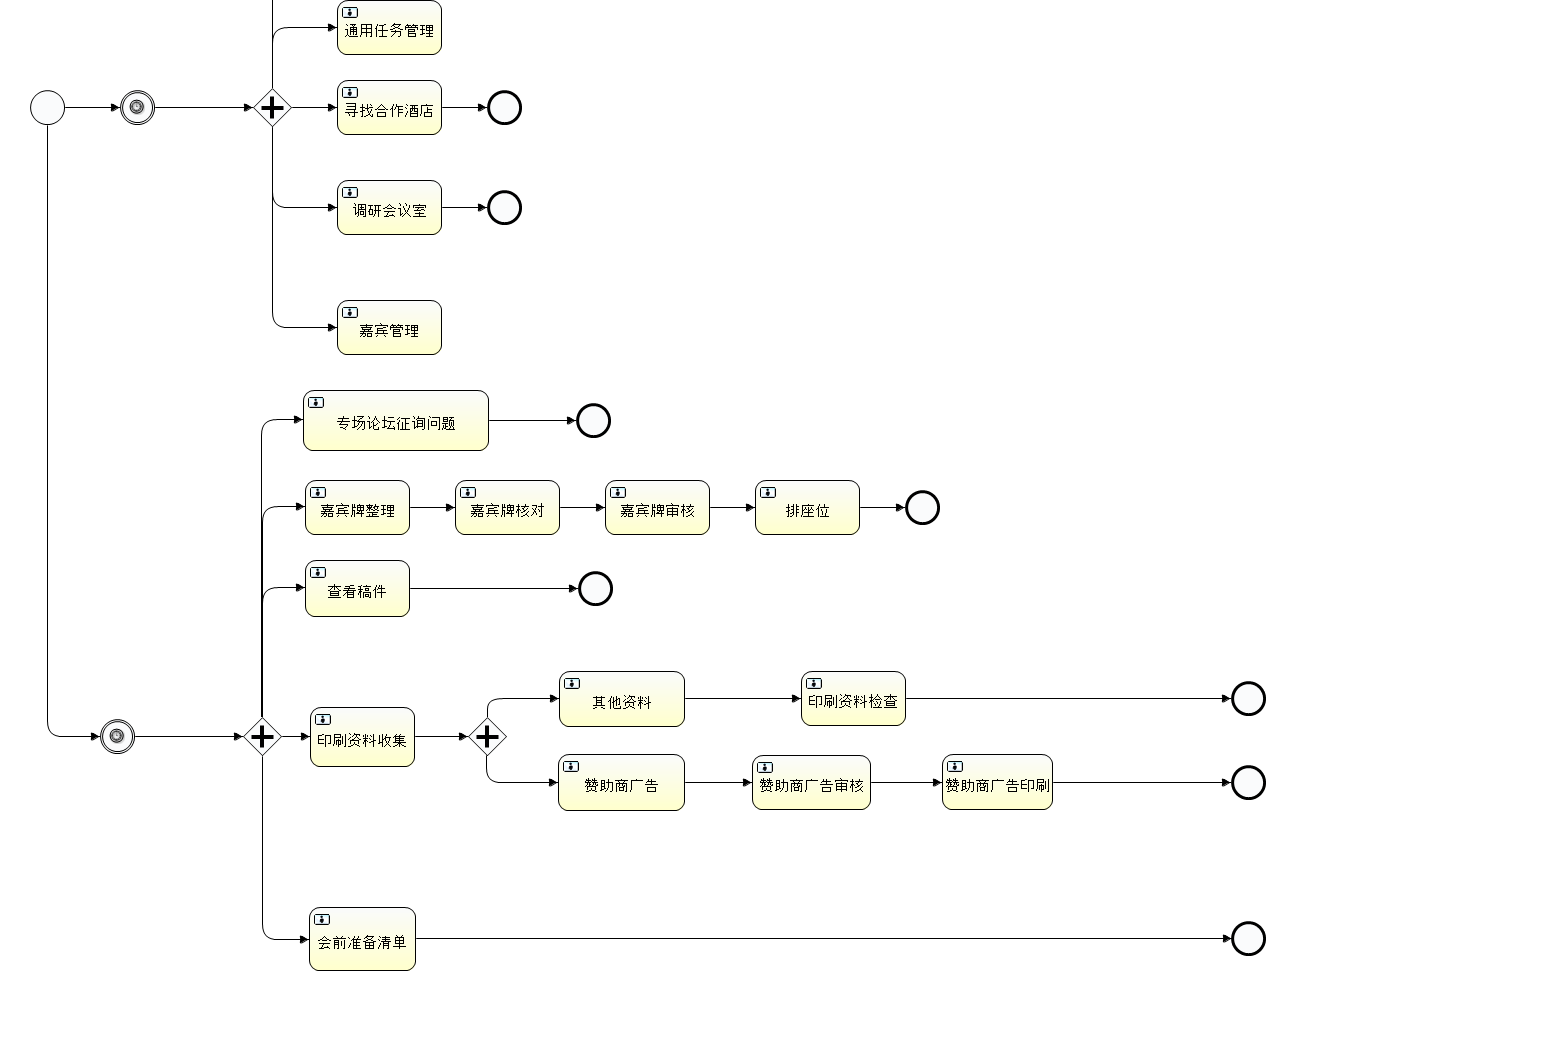 通用任务管理
寻找合作酒店
调研会议室
嘉宾管理
专场论坛征询问题
嘉宾牌整理
嘉宾牌核对
嘉宾牌审核
排座位
查看稿件
其他资料
印刷资料检查
印刷资料收集
赞助商广告
赞助商广告审核
赞助商广告印刷
会前准备清单